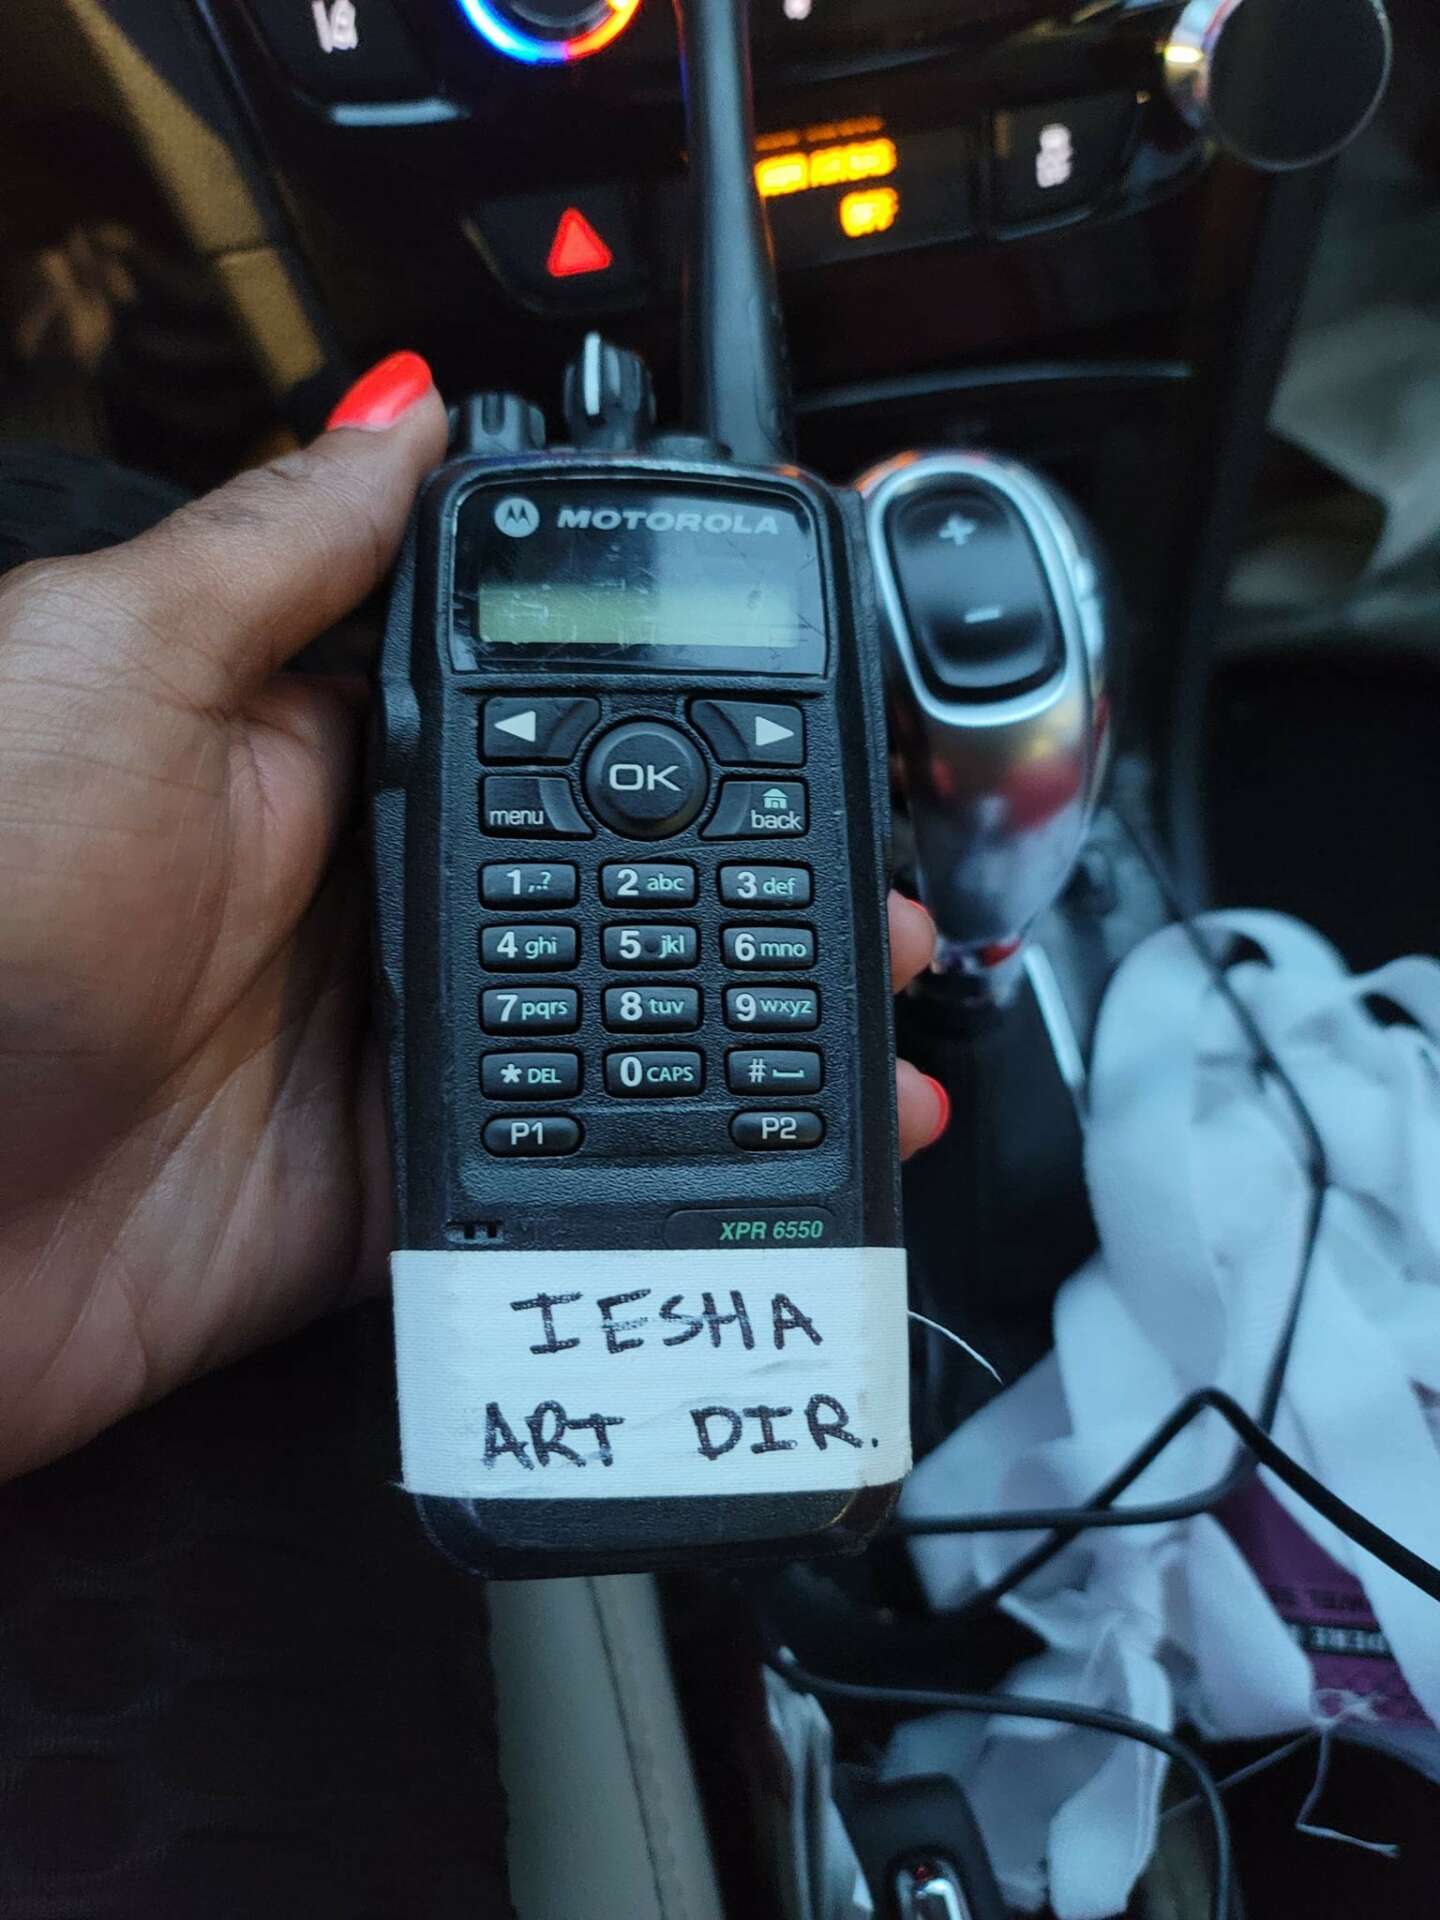 OFF
MOTOROLA
+
-
OK
menu
back
1,.?
2 abc
3 def
4 ghi
5 jkl
6 mno
7 pqrs
8 tuv
9 wxyz
* DEL
0 CAPS
#
P1
P2
XPR 6550
IESHA
ART DIR.